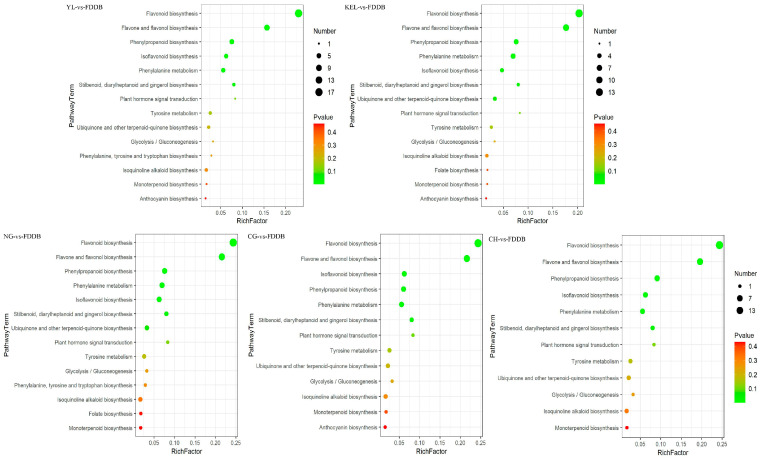 YL-vs-FDDB
PathwayTerm
Flavonoid biosynthesis
Flavone and flavonol biosynthesis
Phenylpropanoid biosynthesis
Isoflavonoid biosynthesis
Phenylalanine metabolism
Stilbenoid, diarylheptanoid and gingerol biosynthesis
Plant hormone signal transduction
Tyrosine metabolism
Ubiquinone and other terpenoid-quinone biosynthesis
Glycolysis / Gluconeogenesis
Phenylalanine, tyrosine and tryptophan biosynthesis
Isoquinoline alkaloid biosynthesis
Monoterpenoid biosynthesis
Anthocyanin biosynthesis
0.05 0.10 0.15 0.20
RichFactor
Number
1
5
9
13
17
Pvalue
0.4
0.3
0.2
0.1
KEL-vs-FDDB
PathwayTerm
Flavonoid biosynthesis
Flavone and flavonol biosynthesis
Phenylpropanoid biosynthesis
Phenylalanine metabolism
Isoflavonoid biosynthesis
Stilbenoid, diarylheptanoid and gingerol biosynthesis
Ubiquinone and other terpenoid-quinone biosynthesis
Plant hormone signal transduction
Tyrosine metabolism
Glycolysis / Gluconeogenesis
Isoquinoline alkaloid biosynthesis
Folate biosynthesis
Monoterpenoid biosynthesis
Anthocyanin biosynthesis
0.05 0.10 0.15 0.20
RichFactor
Number
1
4
7
10
13
Pvalue
0.4
0.3
0.2
0.1
NG-vs-FDDB
PathwayTerm
Flavonoid biosynthesis
Flavone and flavonol biosynthesis
Phenylpropanoid biosynthesis
Phenylalanine metabolism
Isoflavonoid biosynthesis
Stilbenoid, diarylheptanoid and gingerol biosynthesis
Ubiquinone and other terpenoid-quinone biosynthesis
Plant hormone signal transduction
Tyrosine metabolism
Glycolysis / Gluconeogenesis
Phenylalanine, tyrosine and tryptophan biosynthesis
Isoquinoline alkaloid biosynthesis
Folate biosynthesis
Monoterpenoid biosynthesis
0.05 0.10 0.15 0.20 0.25
RichFactor
CG-vs-FDDB
PathwayTerm
Flavonoid biosynthesis
Flavone and flavonol biosynthesis
Isoflavonoid biosynthesis
Phenylpropanoid biosynthesis
Phenylalanine metabolism
Stilbenoid, diarylheptanoid and gingerol biosynthesis
Plant hormone signal transduction
Tyrosine metabolism
Ubiquinone and other terpenoid-quinone biosynthesis
Glycolysis / Gluconeogenesis
Isoquinoline alkaloid biosynthesis
Monoterpenoid biosynthesis
Anthocyanin biosynthesis
0.05 0.10 0.15 0.20 0.25
RichFactor
CH-vs-FDDB
PathwayTerm
Flavonoid biosynthesis
Flavone and flavonol biosynthesis
Phenylpropanoid biosynthesis
Isoflavonoid biosynthesis
Phenylalanine metabolism
Stilbenoid, diarylheptanoid and gingerol biosynthesis
Plant hormone signal transduction
Tyrosine metabolism
Ubiquinone and other terpenoid-quinone biosynthesis
Glycolysis / Gluconeogenesis
Isoquinoline alkaloid biosynthesis
Monoterpenoid biosynthesis
0.05 0.10 0.15 0.20 0.25
RichFactor
Number
1
7
13
Pvalue
0.4
0.3
0.2
0.1